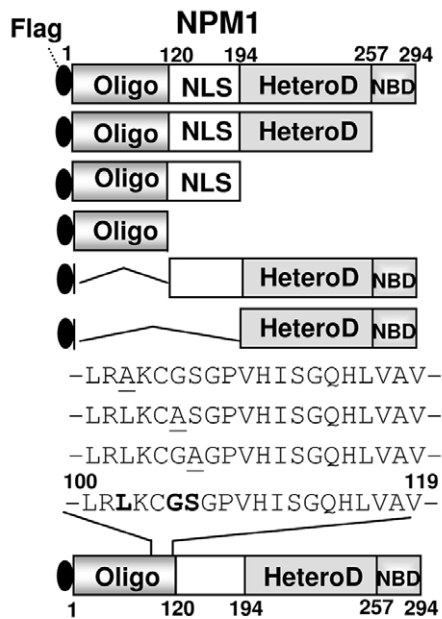 NPM1
Flag 1 120 194 257 294
Oligo NLS HeteroD NBD
Oligo NLS HeteroD
Oligo NLS
Oligo
HeteroD NBD
HeteroD NBD
-LRAKCGSGPVHISGQHLVAV-
-LRLKCASGPVHISGQHLVAV-
-LRLKCGAGPVHISGQHLVAV-
100 119
-LRLKCGSGPVHISGQHLVAV-
Oligo HeteroD NBD
1 120 194 257 294